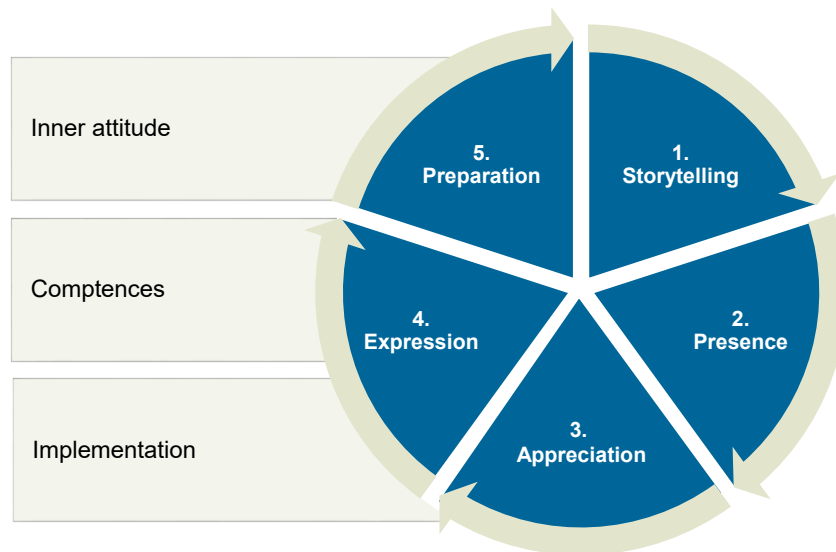 Inner attitude
Comptences
Implementation
1.
Storytelling
2.
Presence
3.
Appreciation
4.
Expression
5.
Preparation